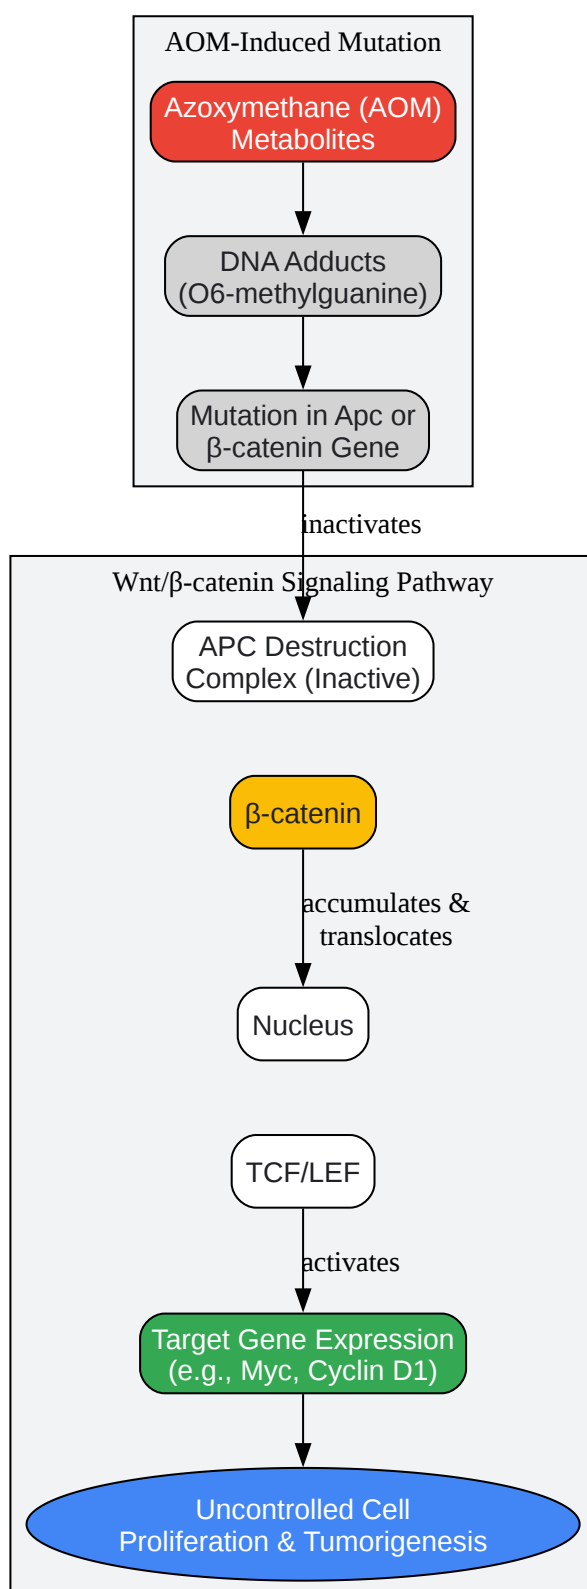 AOM-Induced Mutation
Azoxymethane (AOM)
Metabolites
DNA Adducts
(O6-methylguanine)
Mutation in Apc or
β-catenin Gene
inactivates
Wnt/β-catenin Signaling Pathway
APC Destruction
Complex (Inactive)
β-catenin
accumulates &
translocates
Nucleus
TCF/LEF
activates
Target Gene Expression
(e.g., Myc, Cyclin D1)
Uncontrolled Cell
Proliferation & Tumorigenesis